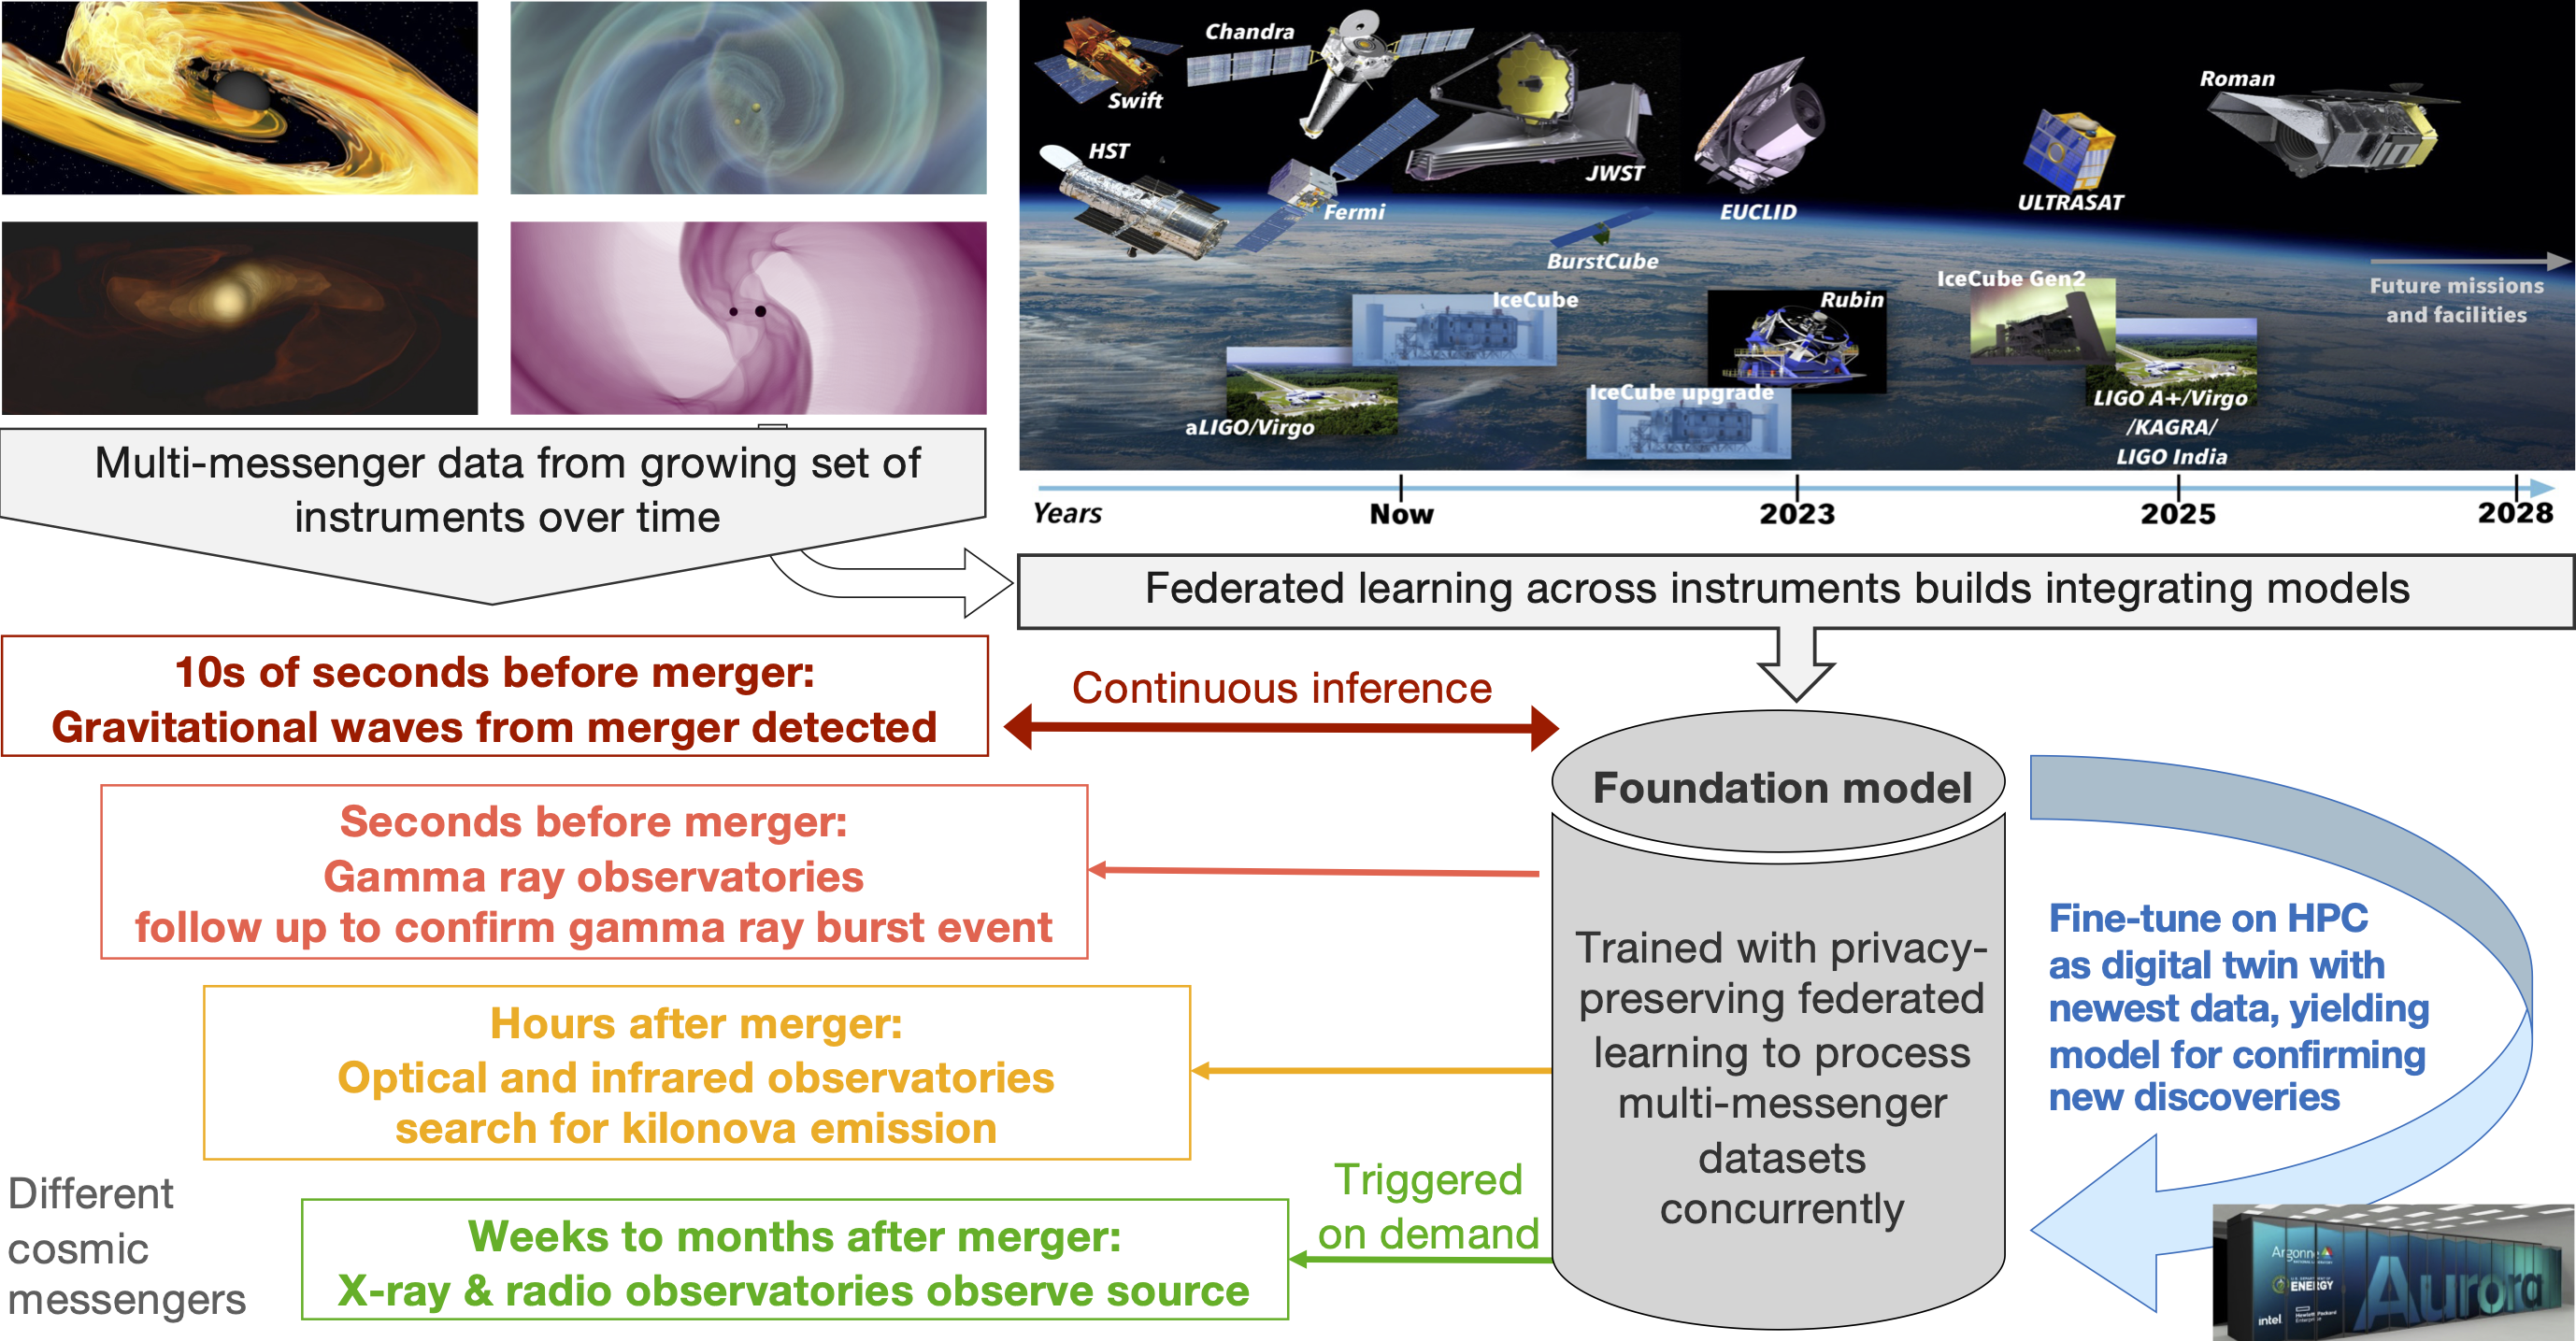 Chandra
Swift
HST
Fermi
JWST
EUCLID
BurstCube
ULTRASAT
Roman
IceCube
Rubin
IceCube Gen2
Future missions
and facilities
IceCube upgrade
aLIGO/Virgo
LIGO A+/Virgo
/KAGRA/
LIGO India
Years
Now
2023
2025
2028
Multi-messenger data from growing set of
instruments over time
Federated learning across instruments builds integrating models
10s of seconds before merger:
Gravitational waves from merger detected
Continuous inference
Seconds before merger:
Gamma ray observatories
follow up to confirm gamma ray burst event
Hours after merger:
Optical and infrared observatories
search for kilonova emission
Different
cosmic
messengers
Weeks to months after merger:
X-ray & radio observatories observe source
Triggered
on demand
Foundation model
Trained with privacy-
preserving federated
learning to process
multi-messenger
datasets
concurrently
Fine-tune on HPC
as digital twin with
newest data, yielding
model for confirming
new discoveries
Argonne
ENERGY
intel
Aurora